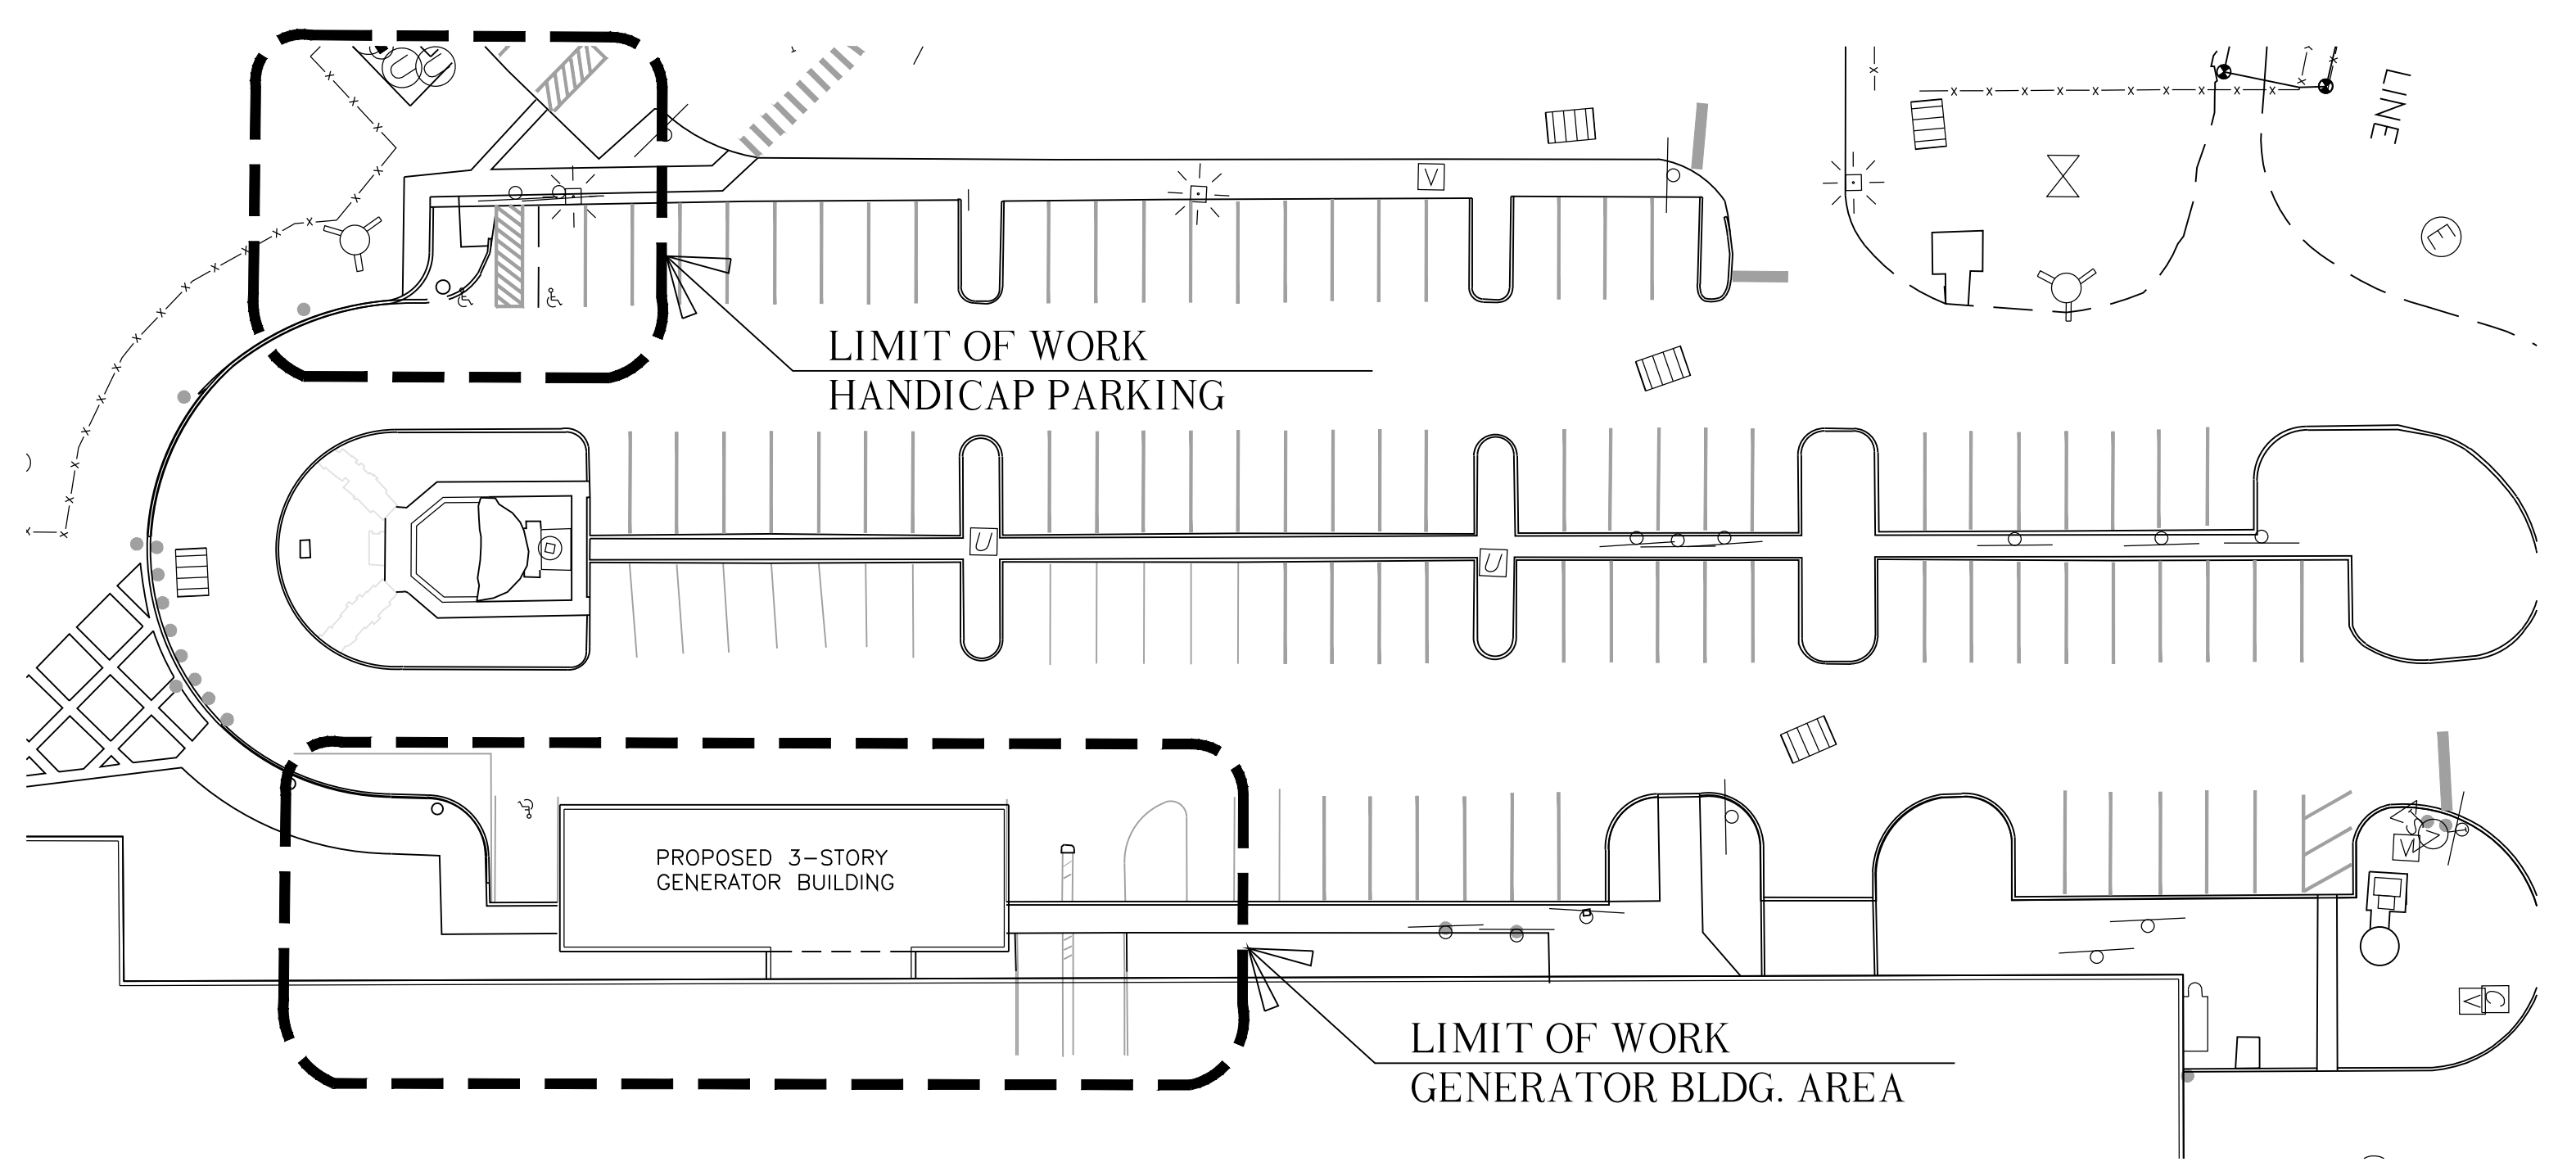 U
U
LINE
V
E
LIMIT OF WORK
HANDICAP PARKING
U
U
PROPOSED 3-STORY
GENERATOR BUILDING
V
V
C
LIMIT OF WORK
GENERATOR BLDG. AREA